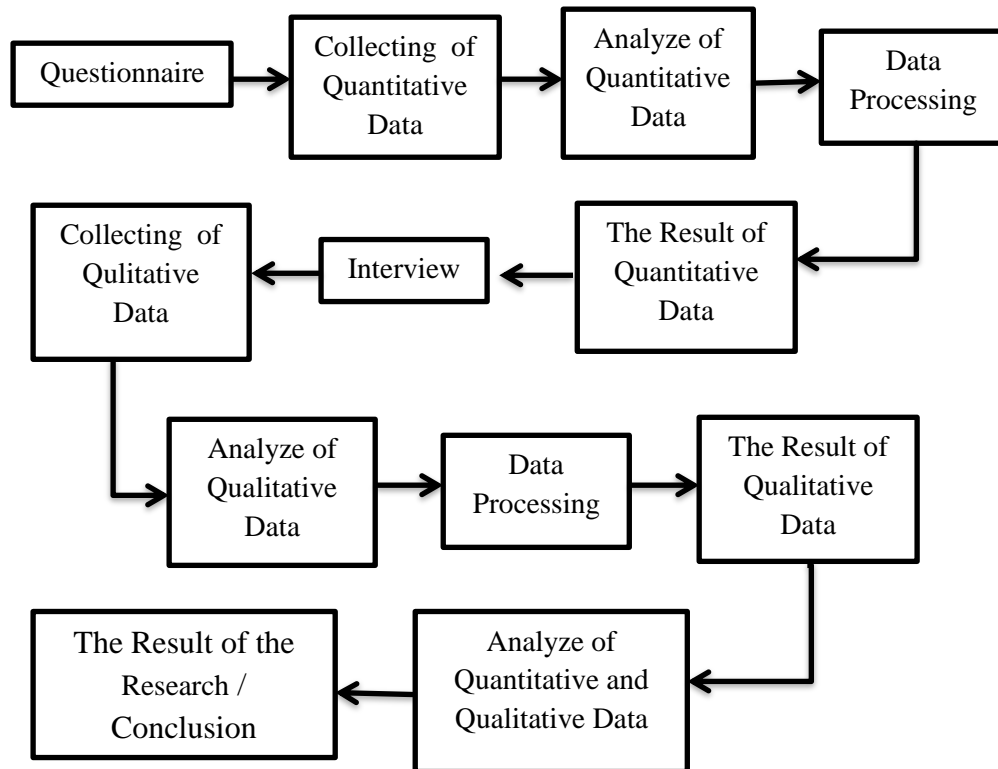 Questionnaire
Collecting of
Quantitative
Data
Analyze of
Quantitative
Data
Data
Processing
The Result of
Quantitative
Data
Interview
Collecting of
Qulitative
Data
Analyze of
Qualitative
Data
Data
Processing
The Result of
Qualitative
Data
Analyze of
Quantitative and
Qualitative Data
The Result of the
Research /
Conclusion